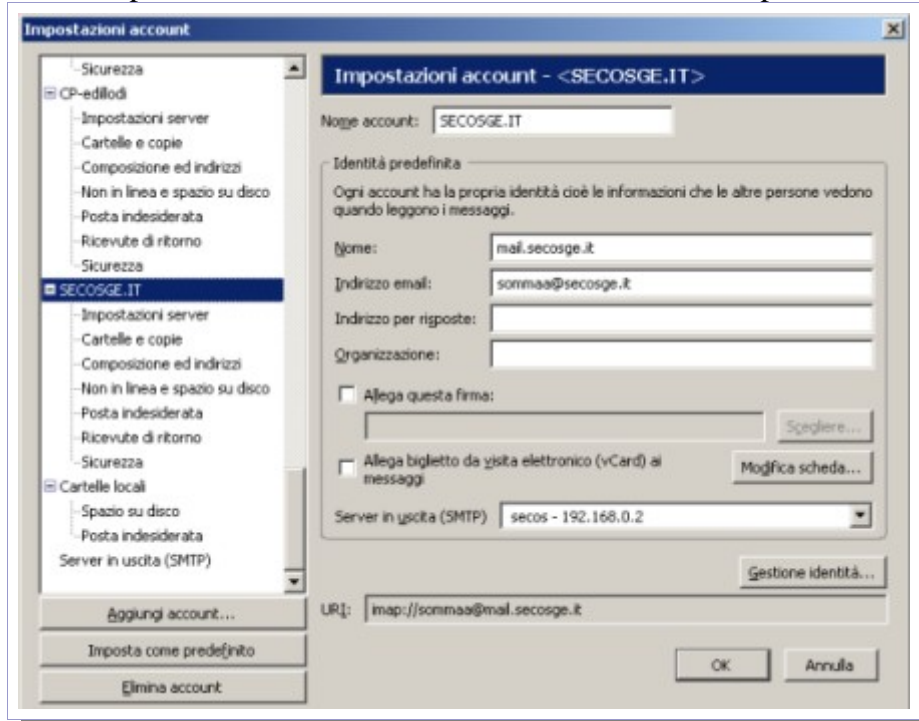 Impostazioni account
Sicurezza
CP-edillodi
Impostazioni server
Cartelle e copie
Composizione ed indirizzi
Non in linea e spazio su disco
Posta indesiderata
Ricevute di ritorno
Sicurezza
SECOSGE.IT
Impostazioni server
Cartelle e copie
Composizione ed indirizzi
Non in linea e spazio su disco
Posta indesiderata
Ricevute di ritorno
Sicurezza
Cartelle locali
Spazio su disco
Posta indesiderata
Server in uscita (SMTP)
Aggiungi account...
Imposta come predefinito
Elimina account
Impostazioni account - <SECOSGE.IT>
Nome account: SECOSGE.IT
Identità predefinita
Ogni account ha la propria identità cioè le informazioni che le altre persone vedono
quando leggono i messaggi.
Nome: mail.secosge.it
Indirizzo email: sommaa@secosge.it
Indirizzo per risposte:
Organizzazione:
Allega questa firma:
Scegliere...
Allega biglietto da visita elettronico (vCard) ai
messaggi
Modifica scheda...
Server in uscita (SMTP) secos - 192.168.0.2
Gestione identità...
URI: imap://sommaa@mail.secosge.it
OK
Annulla